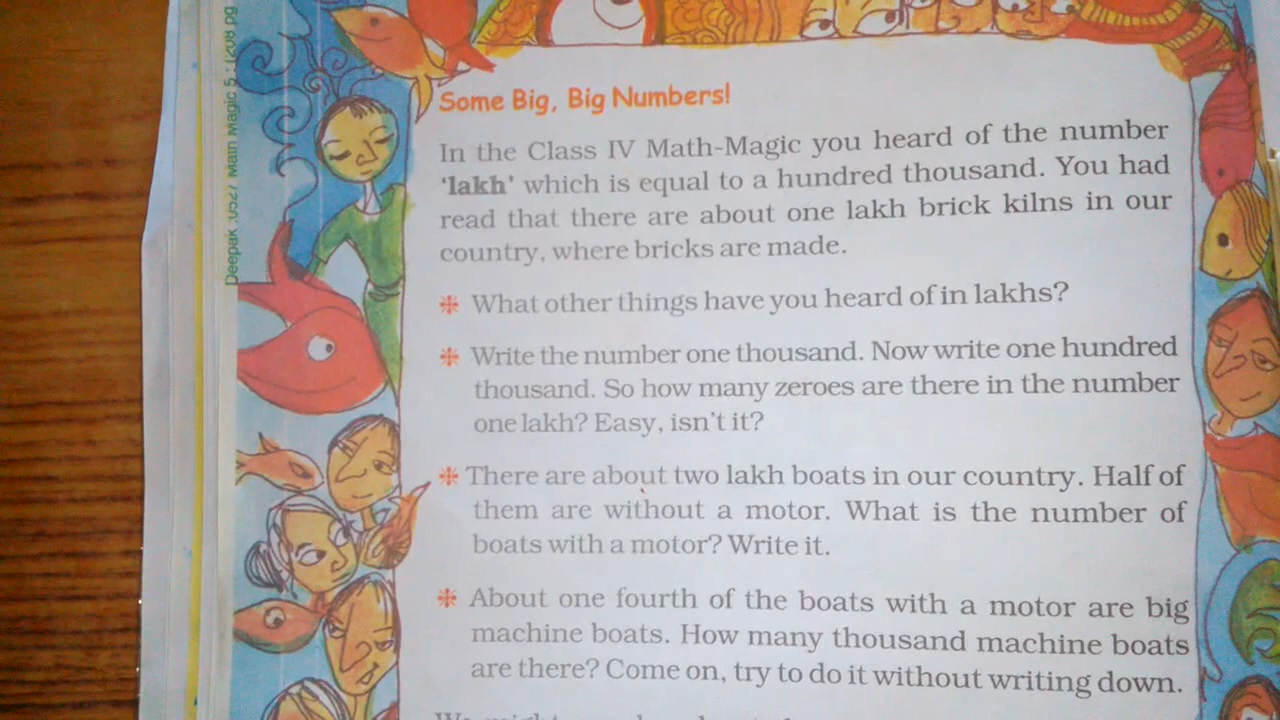 Some Big, Big Numbers!
In the Class IV Math-Magic you heard of the number
'lakh' which is equal to a hundred thousand. You had
read that there are about one lakh brick kilns in our
country, where bricks are made.
❉ What other things have you heard of in lakhs?
❉ Write the number one thousand. Now write one hundred
thousand. So how many zeroes are there in the number
one lakh? Easy, isn't it?
❉ There are about two lakh boats in our country. Half of
them are without a motor. What is the number of
boats with a motor? Write it.
❉ About one fourth of the boats with a motor are big
machine boats. How many thousand machine boats
are there? Come on, try to do it without writing down.
Deepak